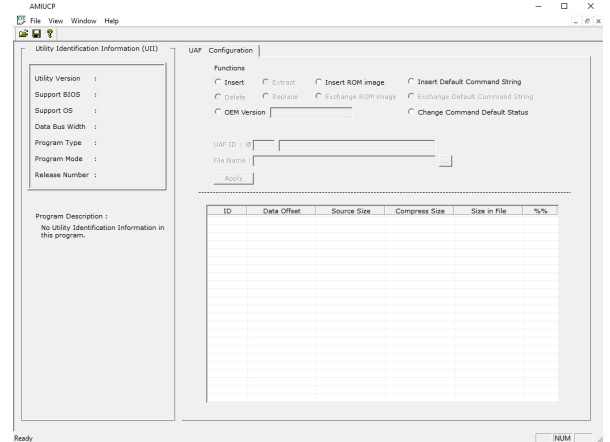 AMIUCP
File View Window Help
Utility Identification Information (UII)
Utility Version :
Support BIOS :
Support OS :
Data Bus Width :
Program Type :
Program Mode :
Release Number :
Program Description :
No Utility Identification Information in
this program.
UAF Configuration
Functions
Insert Extract Insert ROM image Insert Default Command String
Delete Replace Exchange ROM image Exchange Default Command String
OEM Version Change Command Default Status
UAF ID : @
File Name : ...
Apply
ID Data Offset Source Size Compress Size Size in File %%
Ready NUM